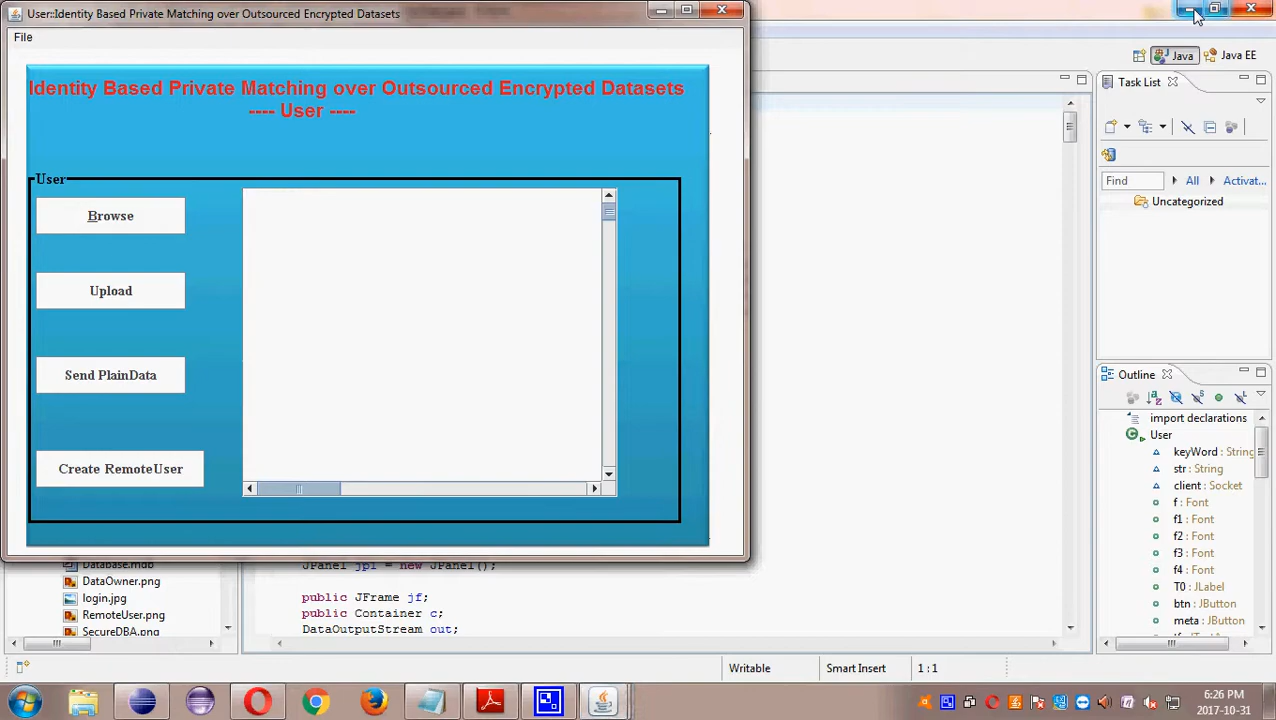 User::Identity Based Private Matching over Outsourced Encrypted Datasets
File
Identity Based Private Matching over Outsourced Encrypted Datasets
---- User ----
User
Browse
Upload
Send PlainData
Create RemoteUser
Java
Java EE
Task List
Find
All
Activat...
Uncategorized
Outline
import declarations
User
keyWord : String
str : String
client : Socket
f : Font
f1 : Font
f2 : Font
f3 : Font
f4 : Font
T0 : JLabel
btn : JButton
meta : JButton
Database.mdb
DataOwner.png
login.jpg
RemoteUser.png
SecureDBA.png
JPanel jp1 = new JPanel();
public JFrame jf;
public Container c;
DataOutputStream out;
Writable
Smart Insert
1 : 1
6:26 PM
2017-10-31